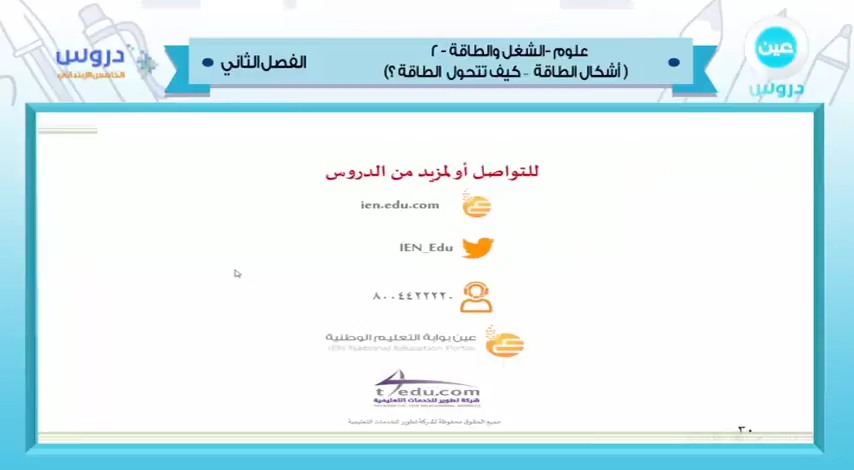 عين
دروس
علوم -الشغل والطاقة -٢
( أشكال الطاقة - كيف تتحول الطاقة ؟)
الفصل الثاني
دروس
الخامس الإبتدائي
للتواصل أو لمزيد من الدروس
ien.edu.com
IEN_Edu
٨٠٠٤٤٢٢٢٢٠
عين بوابة التعليم الوطنية
iEN National Education Portal
t4edu.com
شركة تطوير للخدمات التعليمية
جميع الحقوق محفوظة لشركة تطوير للخدمات التعليمية
٣٠